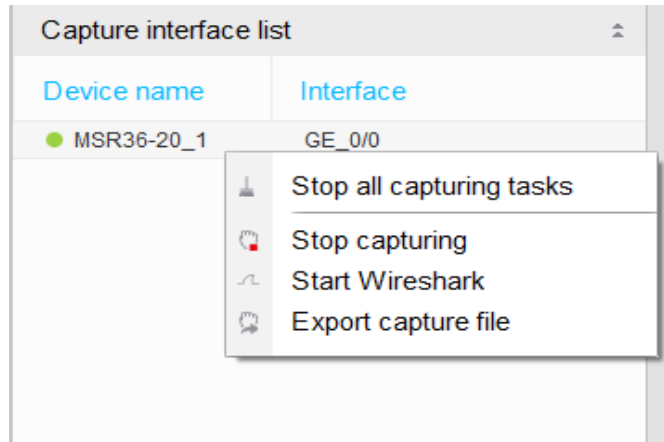 Capture interface list
Device name Interface
MSR36-20_1 GE_0/0
Stop all capturing tasks
Stop capturing
Start Wireshark
Export capture file